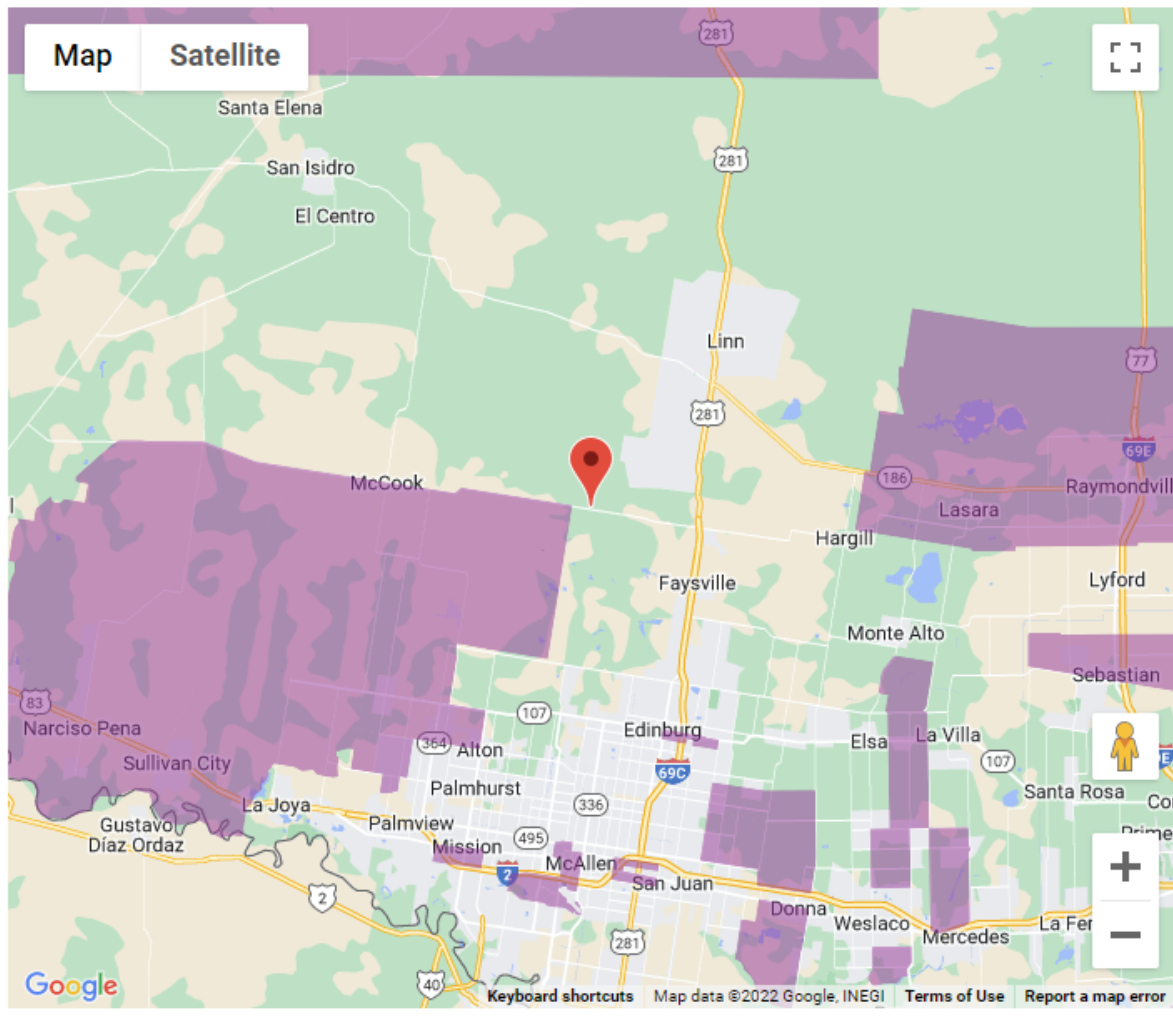 281
Map
Satellite
Santa Elena
281
San Isidro
El Centro
Linn
77
281
69E
McCook
186
Raymondvill
Lasara
Hargill
Faysville
Lyford
Monte Alto
Sebastian
83
107
Narciso Pena
Edinburg
Elsa
La Villa
364
Alton
107
Sullivan City
69C
Palmhurst
Santa Rosa
La Joya
336
Co
Gustavo
Díaz Ordaz
Palmview
495
Prime
Mission
McAllen
2
San Juan
2
Donna
Weslaco
La Fer
Mercedes
281
40
Google
Keyboard shortcuts
Map data ©2022 Google, INEGI
Terms of Use
Report a map error